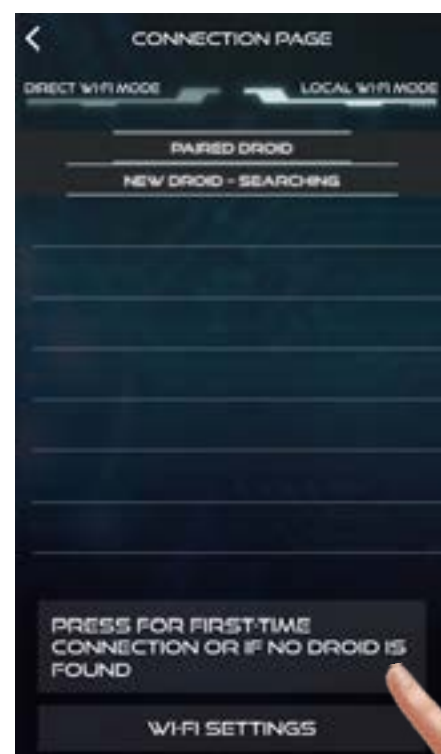 CONNECTION PAGE
DIRECT WI-FI MODE
LOCAL WI-FI MODE
PAIRED DROID
NEW DROID - SEARCHING
PRESS FOR FIRST-TIME
CONNECTION OR IF NO DROID IS
FOUND
WI-FI SETTINGS